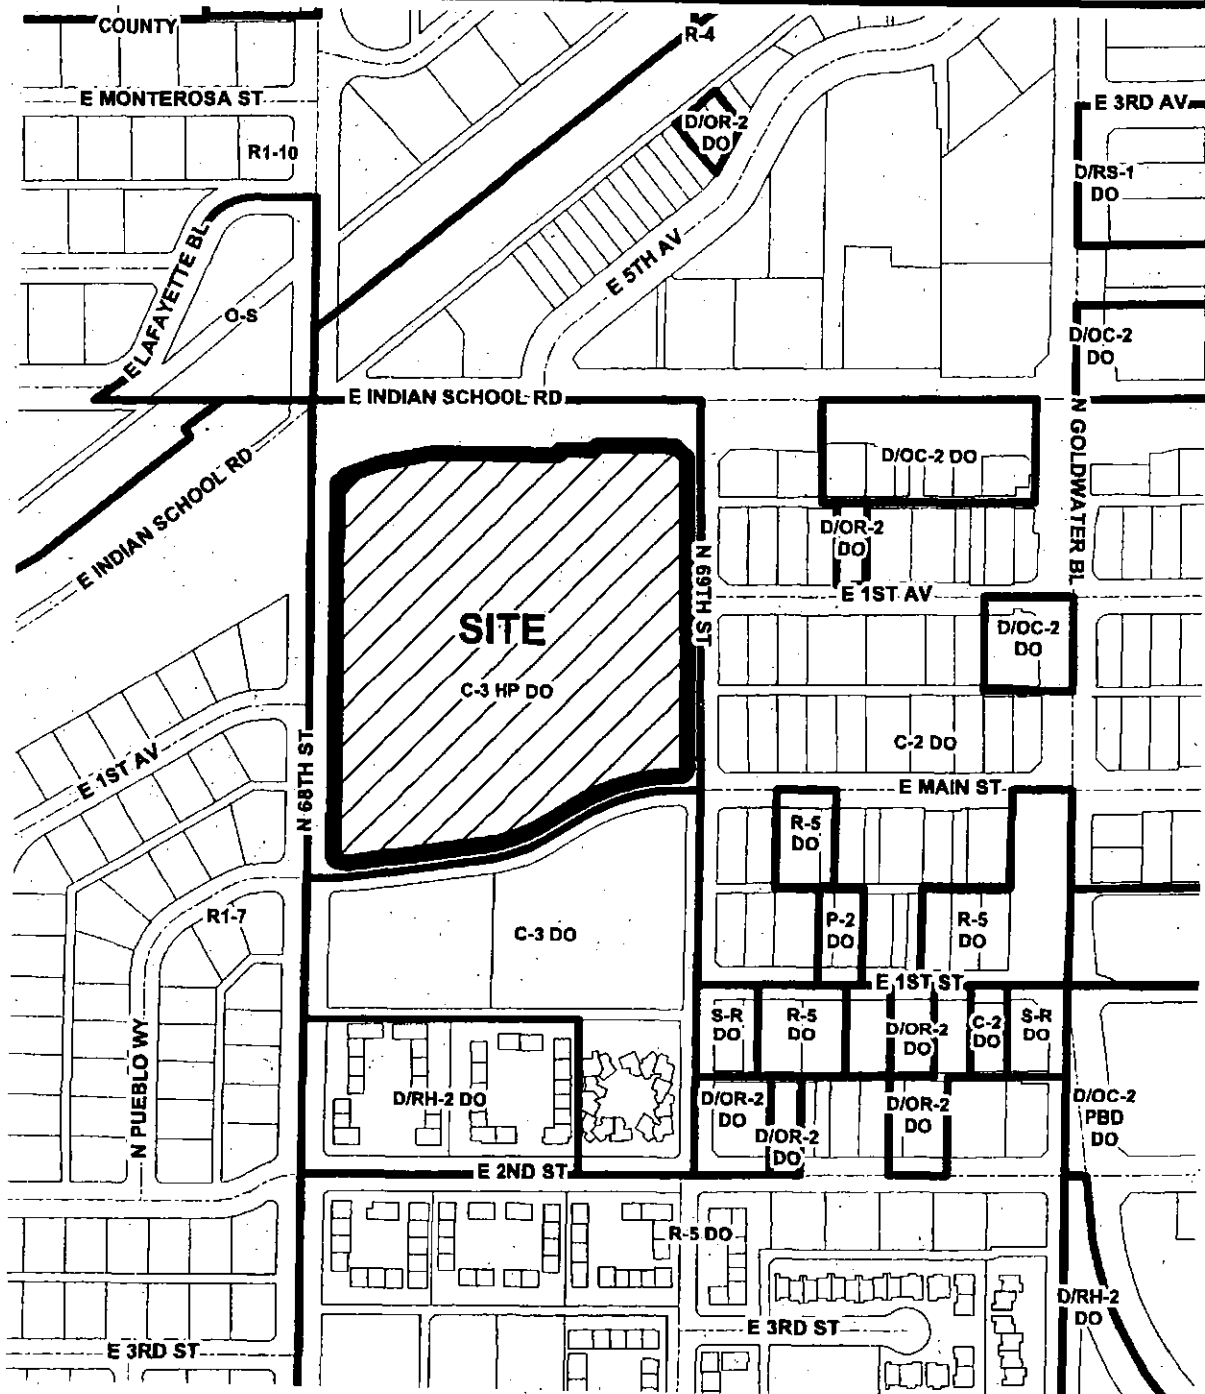 COUNTY
R-4
E MONTEROSA ST
E 3RD AV
D/OR-2
DO
R1-10
D/RS-1
DO
E LAFAYETTE BL
E 5TH AV
O-S
D/OC-2
DO
E INDIAN SCHOOL RD
N GOLDWATER BL
D/OC-2 DO
E INDIAN SCHOOL RD
D/OR-2
DO
N 69TH ST
E 1ST AV
SITE
D/OC-2
DO
C-3 HP DO
C-2 DO
E 1ST AV
N 68TH ST
E MAIN ST
R-5
DO
R1-7
C-3 DO
P-2
DO
R-5
DO
E 1ST ST
S-R
DO
R-5
DO
D/OR-2
DO
C-2
DO
S-R
DO
N PUEBLO WY
D/RH-2 DO
D/OR-2
DO
D/OR-2
DO
D/OR-2
DO
D/OC-2
PBD
DO
E 2ND ST
R-5 DO
D/RH-2
DO
E 3RD ST
E 3RD ST